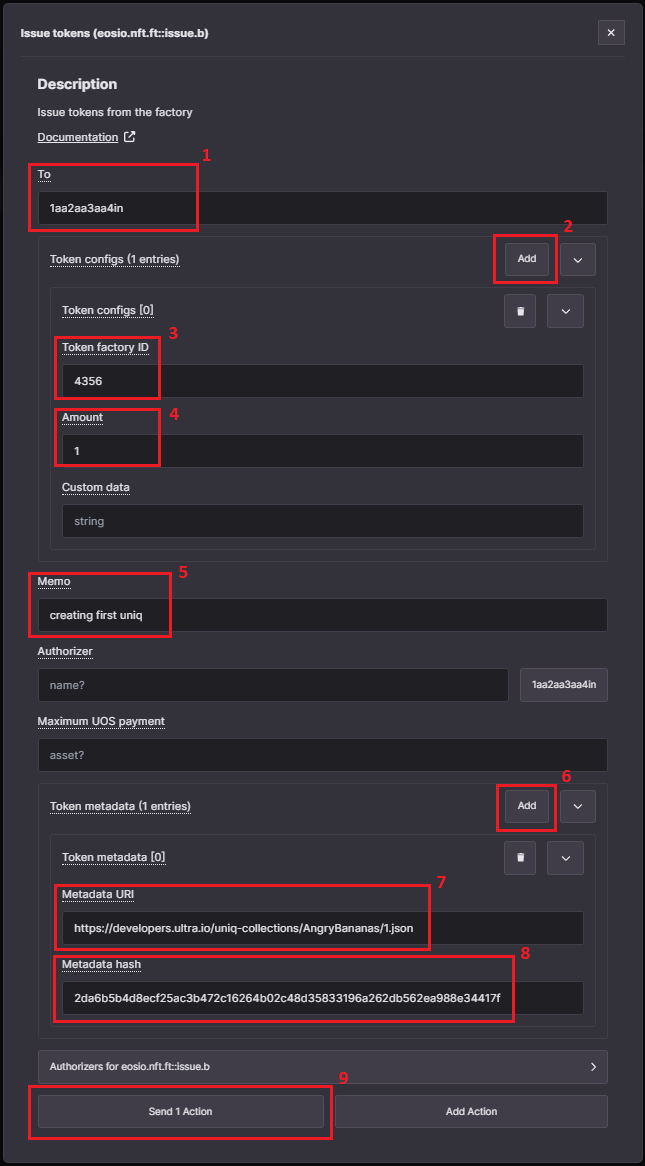 Issue tokens (eosio.nft.ft::issue.b)
Description
Issue tokens from the factory
Documentation
1
To
1aa2aa3aa4in
2
Token configs (1 entries)
Add
Token configs [0]
3
Token factory ID
4356
4
Amount
1
Custom data
string
5
Memo
creating first uniq
Authorizer
name?
1aa2aa3aa4in
Maximum UOS payment
asset?
6
Token metadata (1 entries)
Add
Token metadata [0]
7
Metadata URI
https://developers.ultra.io/uniq-collections/AngryBananas/1.json
8
Metadata hash
2da6b5b4d8ecf25ac3b472c16264b02c48d35833196a262db562ea988e34417f
Authorizers for eosio.nft.ft::issue.b
9
Send 1 Action
Add Action